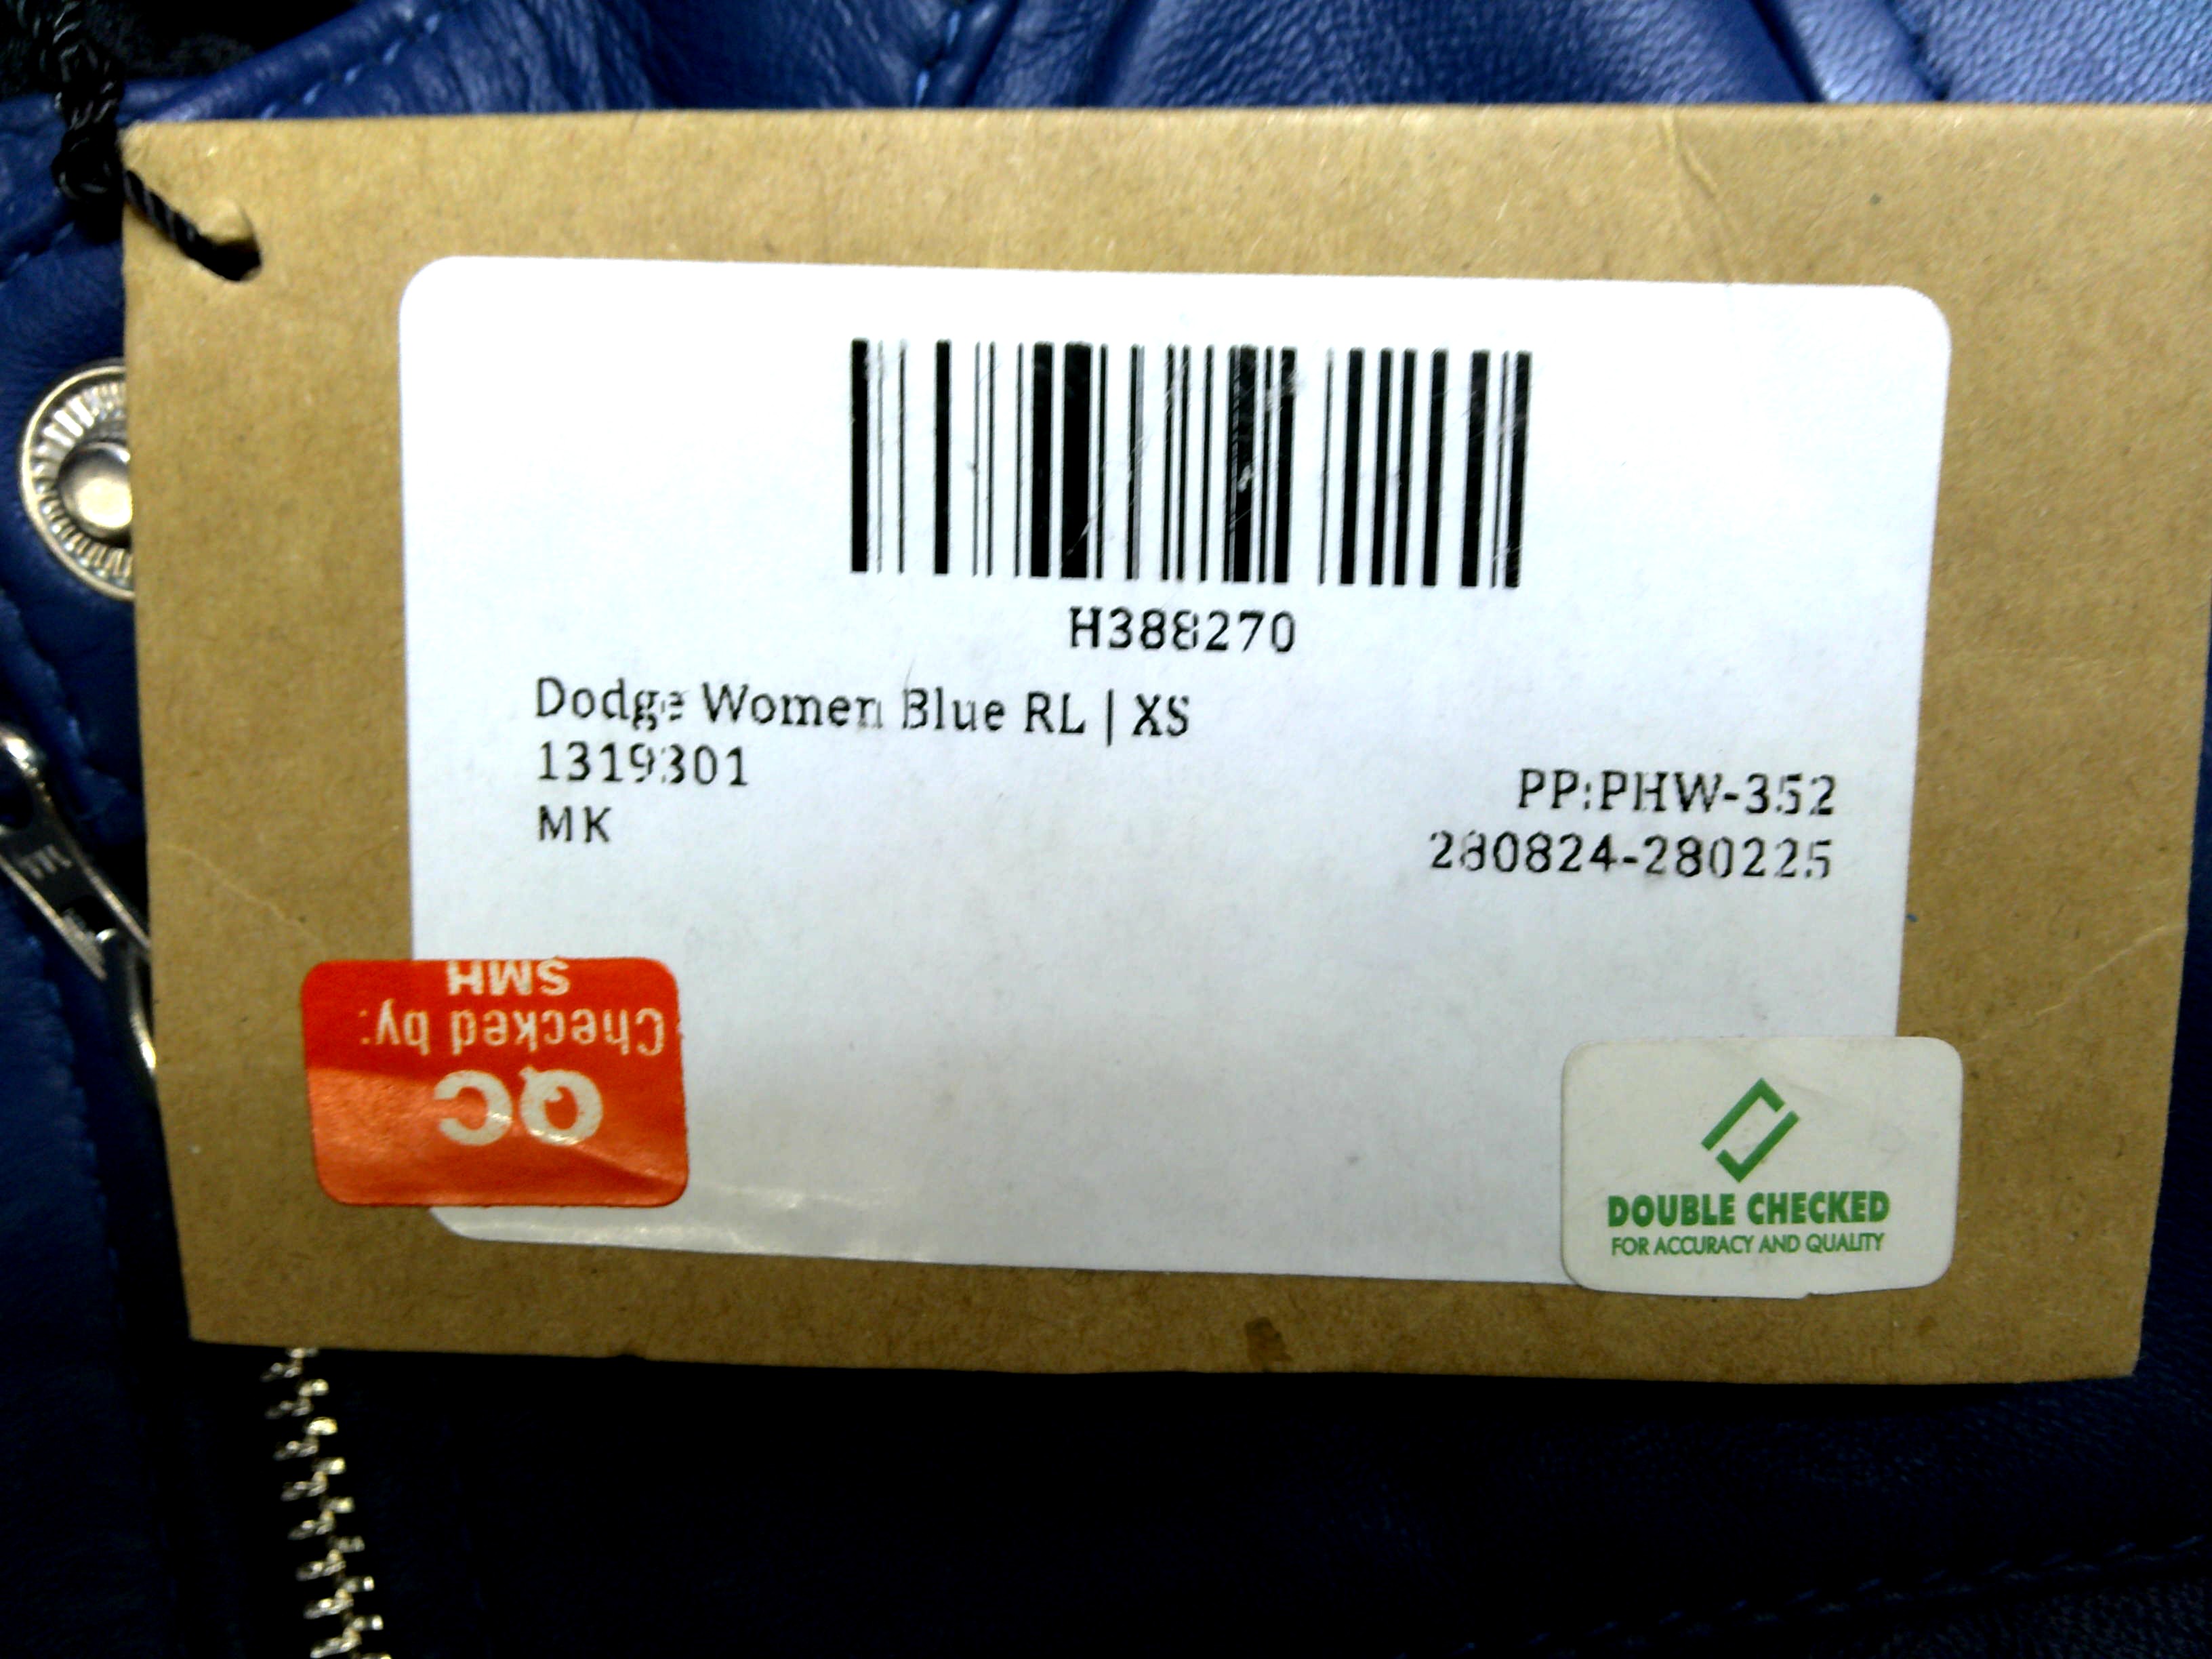 H388270
Dodge Women Blue RL | XS
1319301
MK
PP:PHW-352
280824-280225
QC
Checked by:
SMH
DOUBLE CHECKED
FOR ACCURACY AND QUALITY